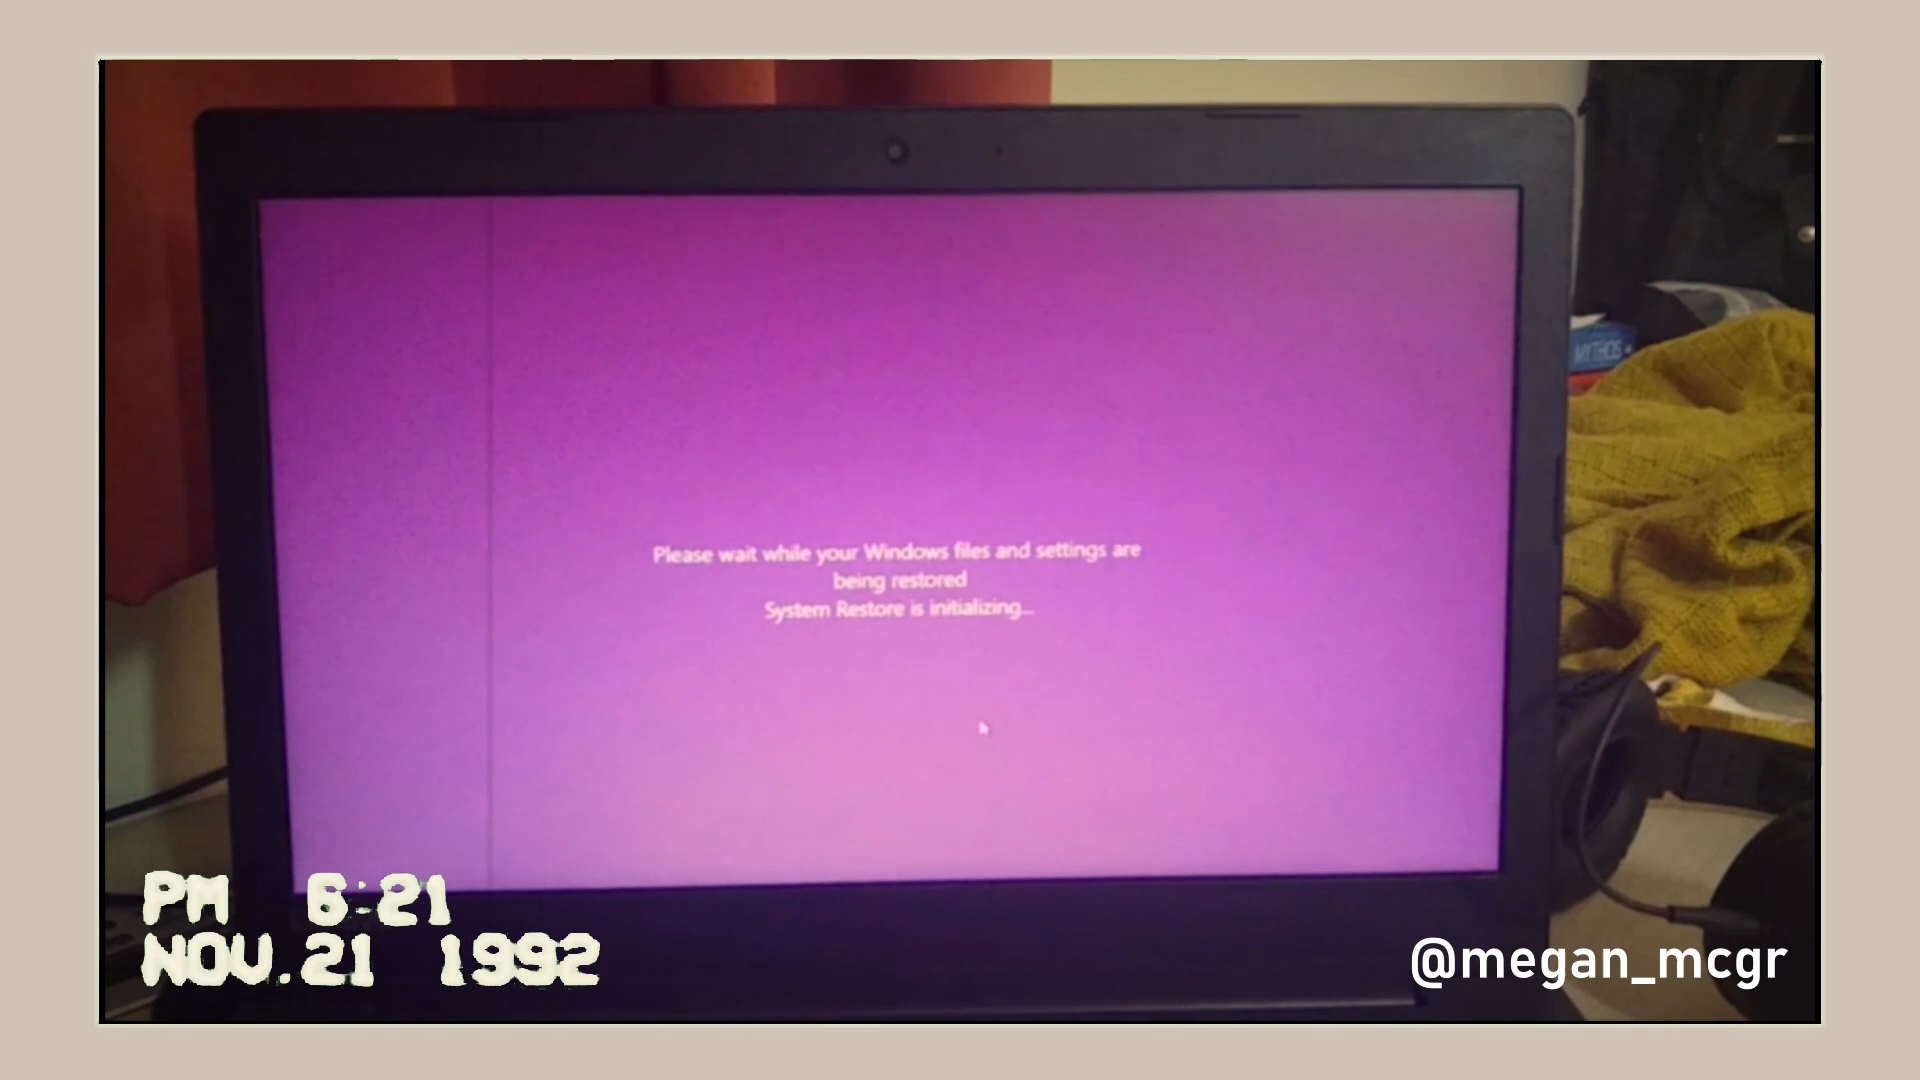 MYTHOS
Please wait while your Windows files and settings are
being restored
System Restore is initializing...
PM 6:21
NOV.21 1992
@megan_mcgr